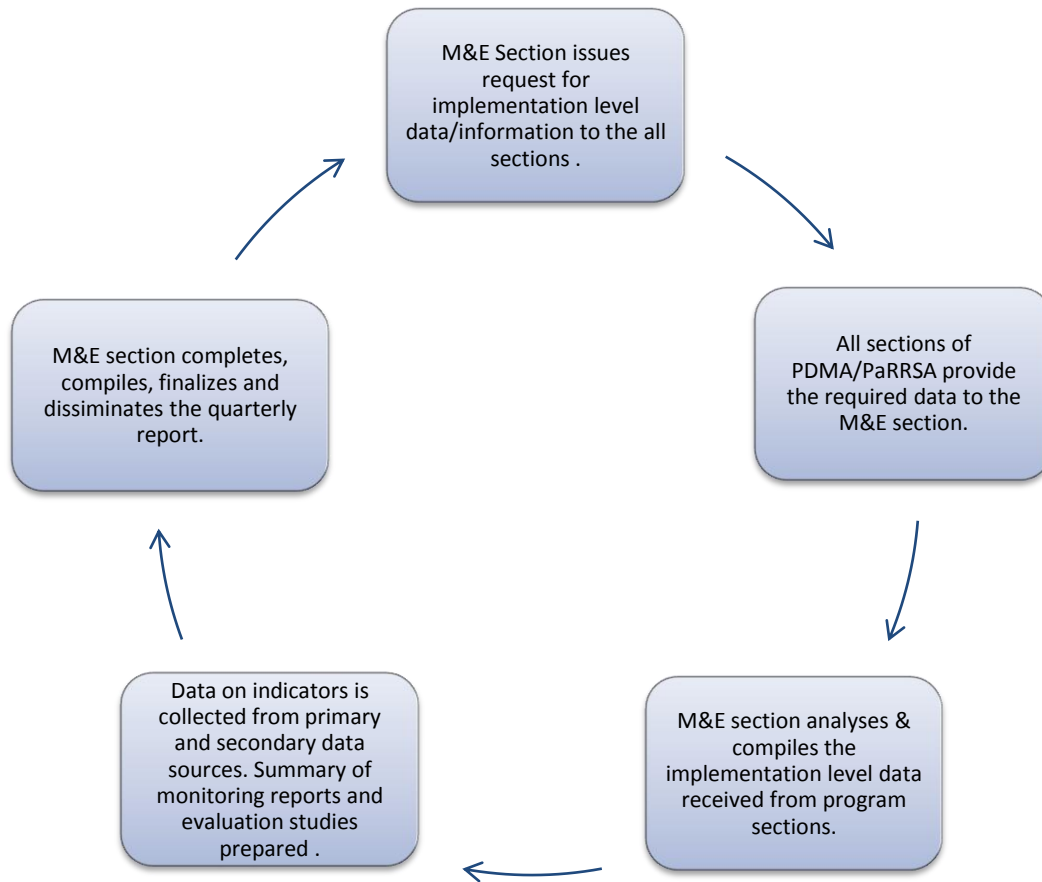 M&E Section issues
request for
implementation level
data/information to the all
sections .
All sections of
PDMA/PaRRSA provide
the required data to the
M&E section.
M&E section analyses &
compiles the
implementation level data
received from program
sections.
Data on indicators is
collected from primary
and secondary data
sources. Summary of
monitoring reports and
evaluation studies
prepared .
M&E section completes,
compiles, finalizes and
dissiminates the quarterly
report.